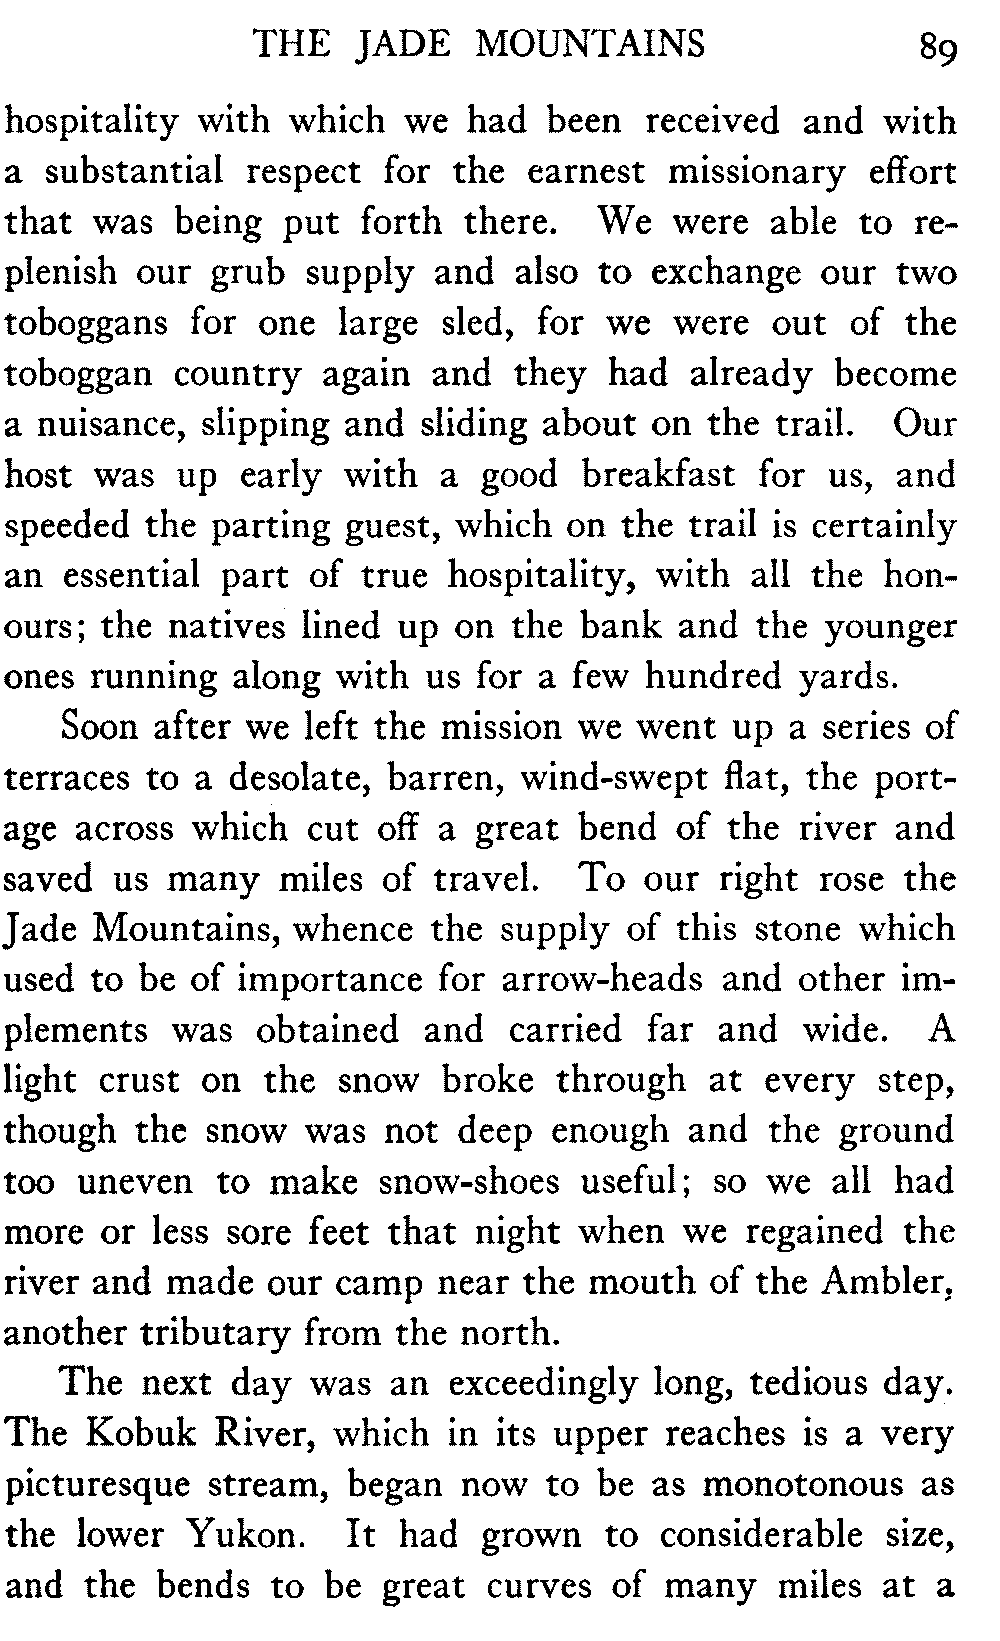 THE JADE MOUNTAINS 89
hospitality with which we had been received and with
a substantial respect for the earnest missionary effort
that was being put forth there. We were able to re-
plenish our grub supply and also to exchange our two
toboggans for one large sled, for we were out of the
toboggan country again and they had already become
a nuisance, slipping and sliding about on the trail. Our
host was up early with a good breakfast for us, and
speeded the parting guest, which on the trail is certainly
an essential part of true hospitality, with all the hon-
ours; the natives lined up on the bank and the younger
ones running along with us for a few hundred yards.
Soon after we left the mission we went up a series of
terraces to a desolate, barren, wind-swept flat, the port-
age across which cut off a great bend of the river and
saved us many miles of travel. To our right rose the
Jade Mountains, whence the supply of this stone which
used to be of importance for arrow-heads and other im-
plements was obtained and carried far and wide. A
light crust on the snow broke through at every step,
though the snow was not deep enough and the ground
too uneven to make snow-shoes useful; so we all had
more or less sore feet that night when we regained the
river and made our camp near the mouth of the Ambler,
another tributary from the north.
The next day was an exceedingly long, tedious day.
The Kobuk River, which in its upper reaches is a very
picturesque stream, began now to be as monotonous as
the lower Yukon. It had grown to considerable size,
and the bends to be great curves of many miles at a